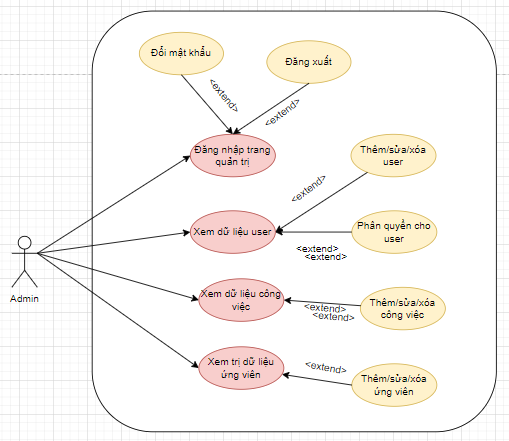 Đổi mật khẩu
Đăng xuất
<extend>
<extend>
Đăng nhập trang
quản trị
Thêm/sửa/xóa
user
<extend>
Xem dữ liệu user
Phân quyền cho
user
<extend>
<extend>
Admin
Xem dữ liệu công
việc
<extend>
<extend>
Thêm/sửa/xóa
công việc
Xem trị dữ liệu
ứng viên
<extend>
Thêm/sửa/xóa
ứng viên